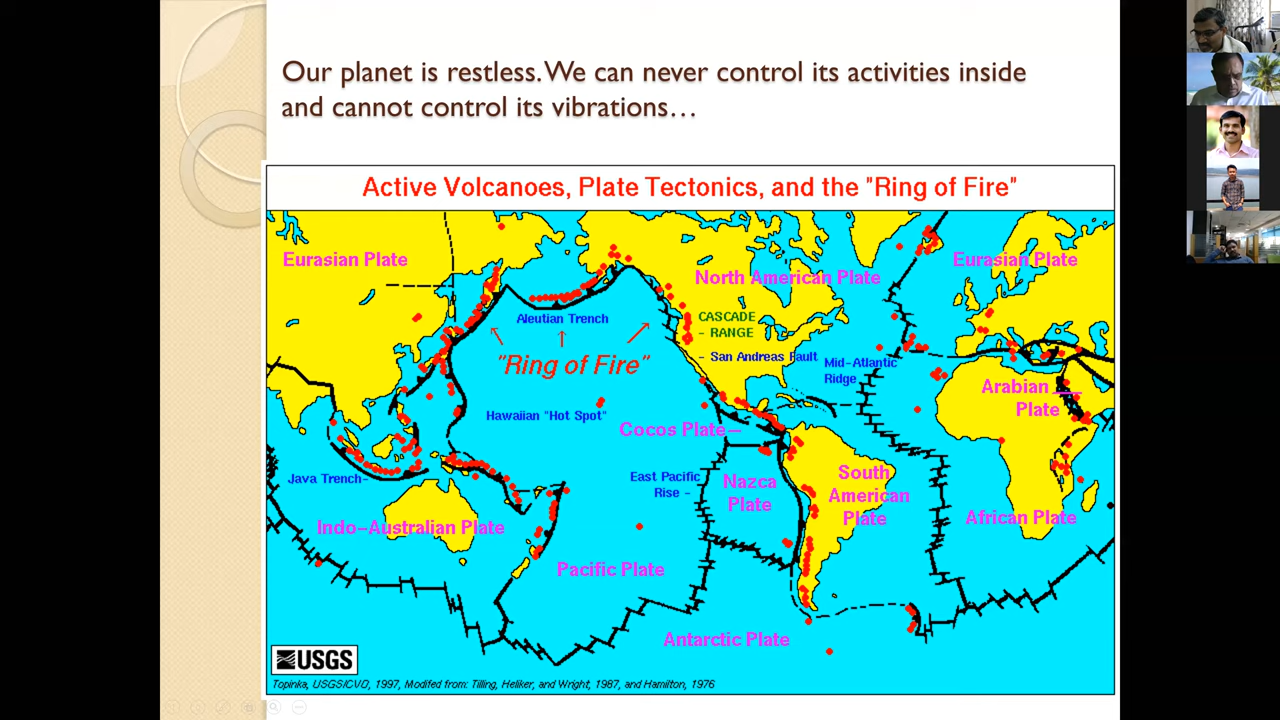 Our planet is restless. We can never control its activities inside
and cannot control its vibrations…
Active Volcanoes, Plate Tectonics, and the "Ring of Fire"
Eurasian Plate
North American Plate
Eurasian Plate
Aleutian Trench
CASCADE
- RANGE
"Ring of Fire"
- San Andreas Fault
Mid-Atlantic
Ridge
Arabian
Plate
Hawaiian "Hot Spot"
Cocos Plate
Java Trench
East Pacific
Rise -
Nazca
Plate
South
American
Plate
Indo-Australian Plate
African Plate
Pacific Plate
Antarctic Plate
USGS
Topinka, USGS/CVO, 1997, Modifed from: Tilling, Heliker, and Wright, 1987, and Hamilton, 1976